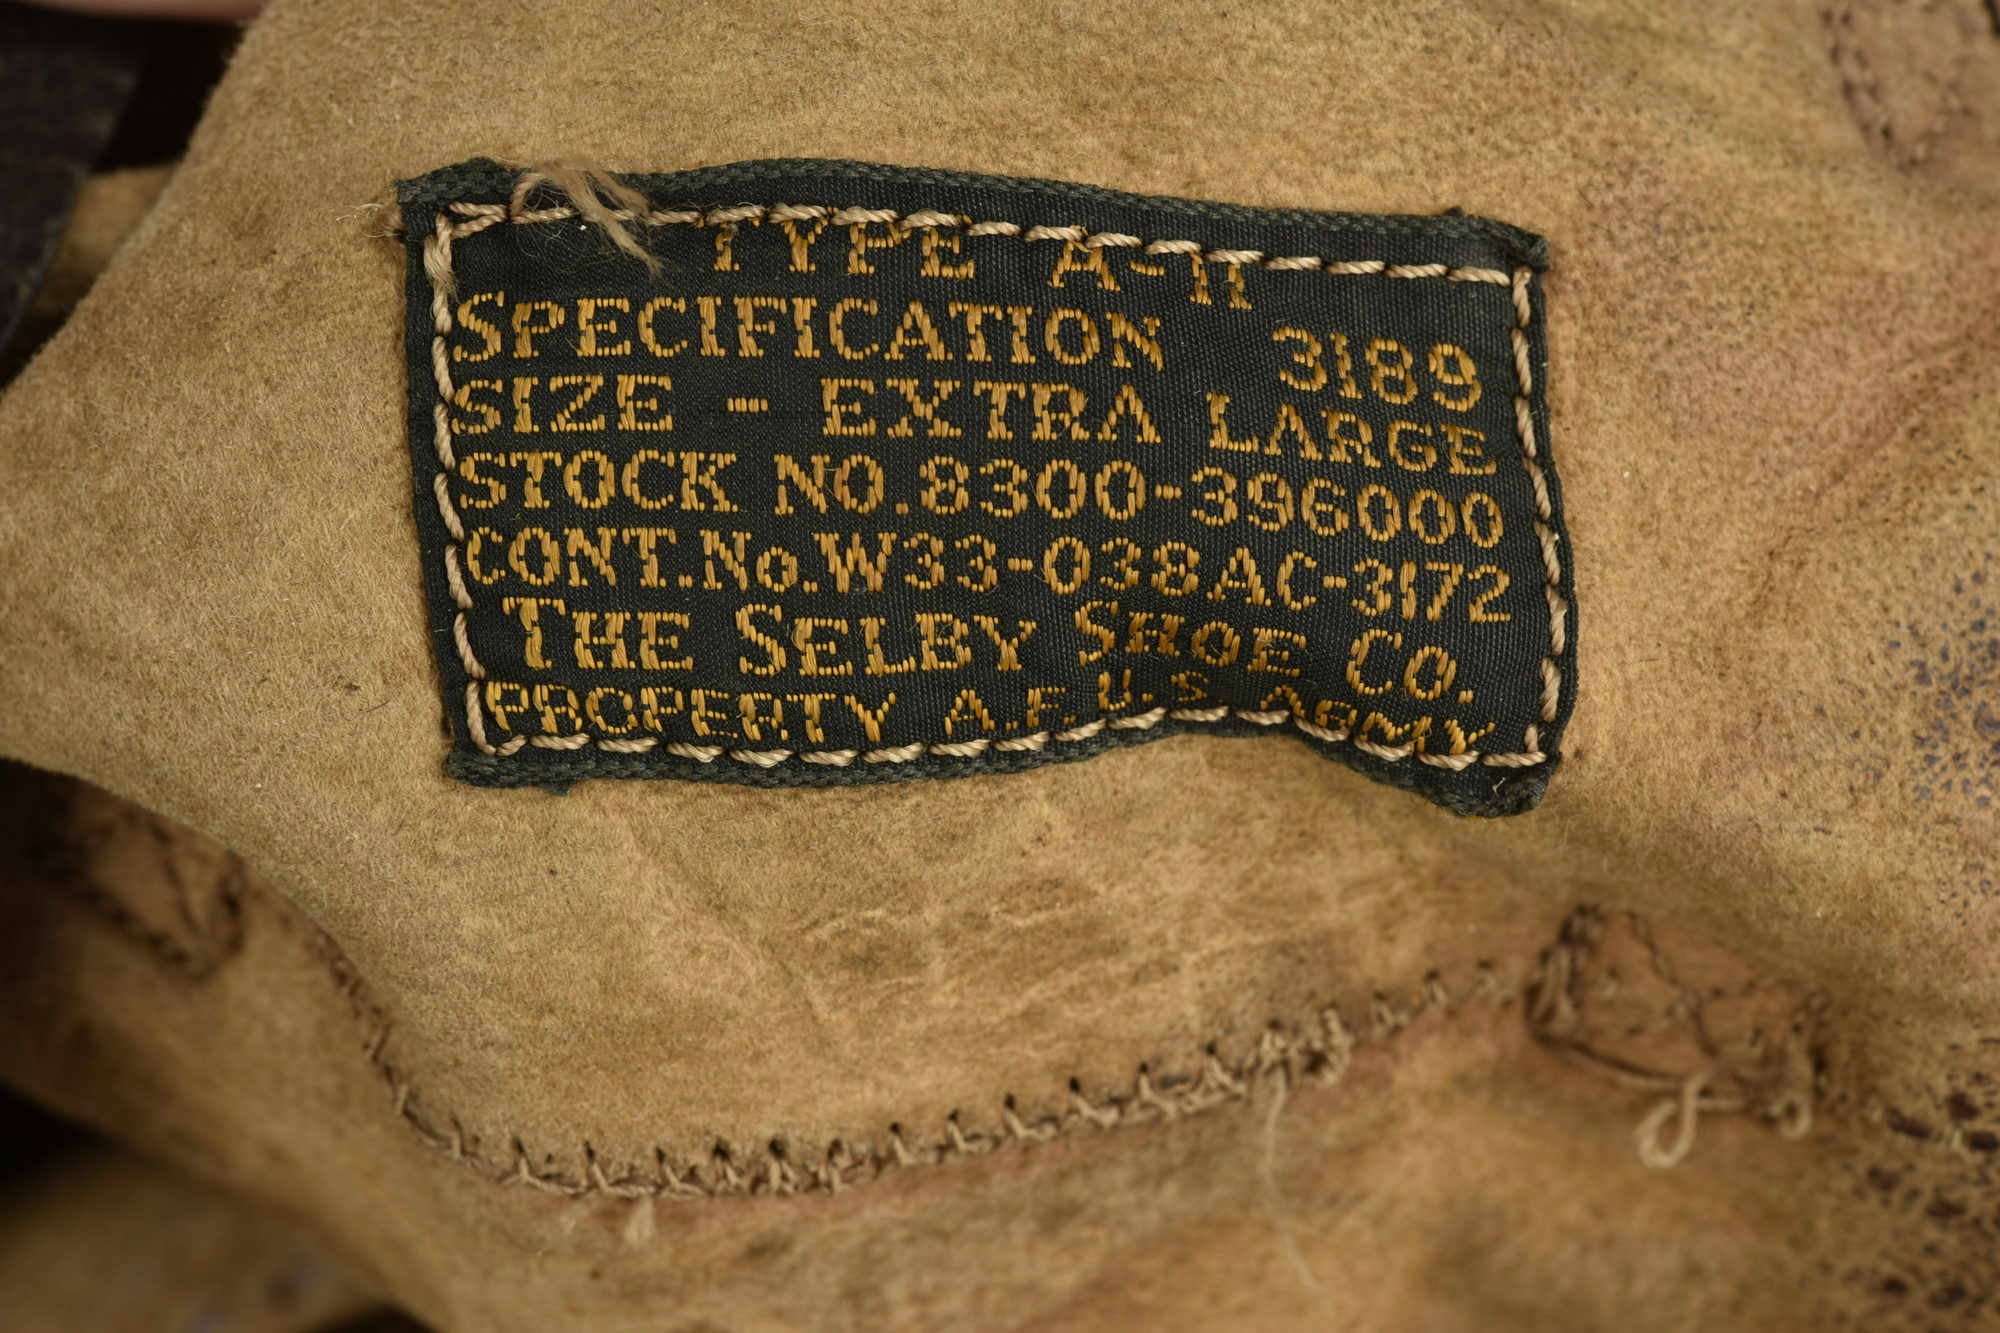 TYPE A-11
SPECIFICATION 3189
SIZE - EXTRA LARGE
STOCK NO. 8300-396000
CONT. No. W33-038 AC-3172
THE SELBY SHOE CO.
PROPERTY A.F. U.S. ARMY